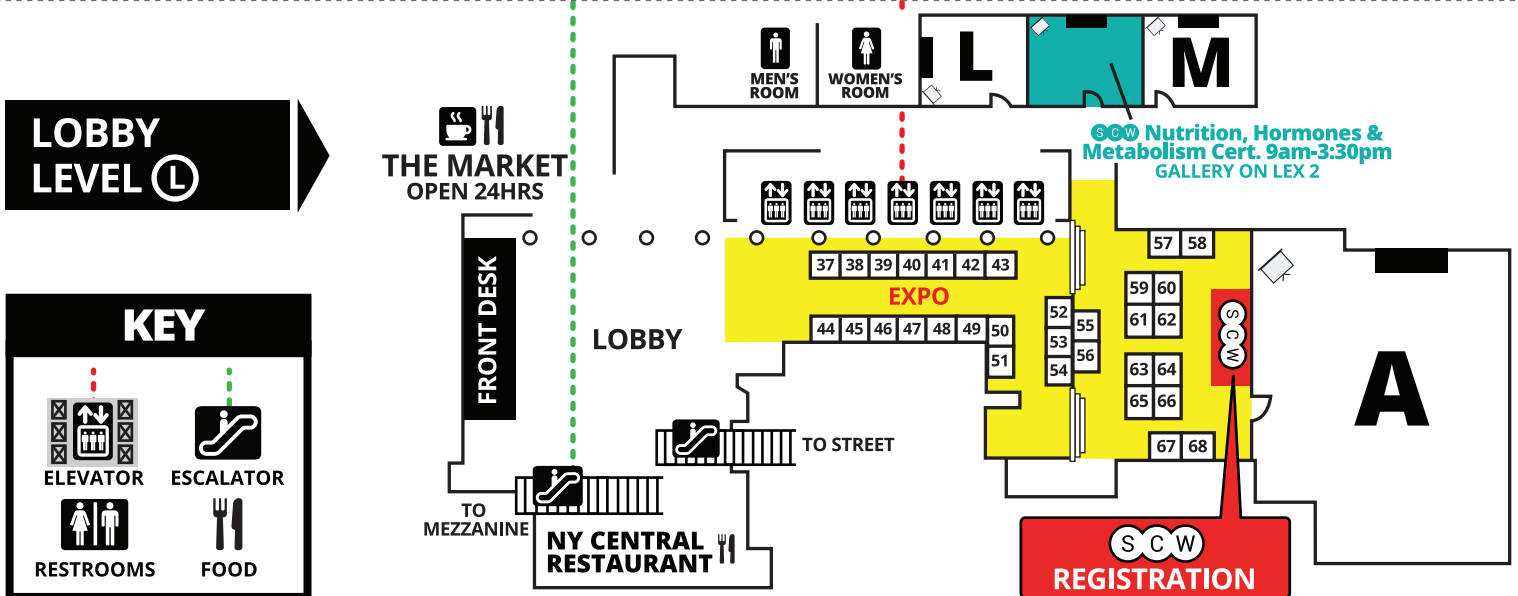 LOBBY
LEVEL L
THE MARKET
OPEN 24HRS
MEN'S
ROOM
WOMEN'S
ROOM
L
M
SCW Nutrition, Hormones &
Metabolism Cert. 9am-3:30pm
GALLERY ON LEX 2
FRONT DESK
LOBBY
37 38 39 40 41 42 43
EXPO
44 45 46 47 48 49 50
51
52
53
54
55
56
57 58
59 60
61 62
63 64
65 66
67 68
SCW
A
TO STREET
TO
MEZZANINE
NY CENTRAL
RESTAURANT
SCW
REGISTRATION
KEY
ELEVATOR
ESCALATOR
RESTROOMS
FOOD